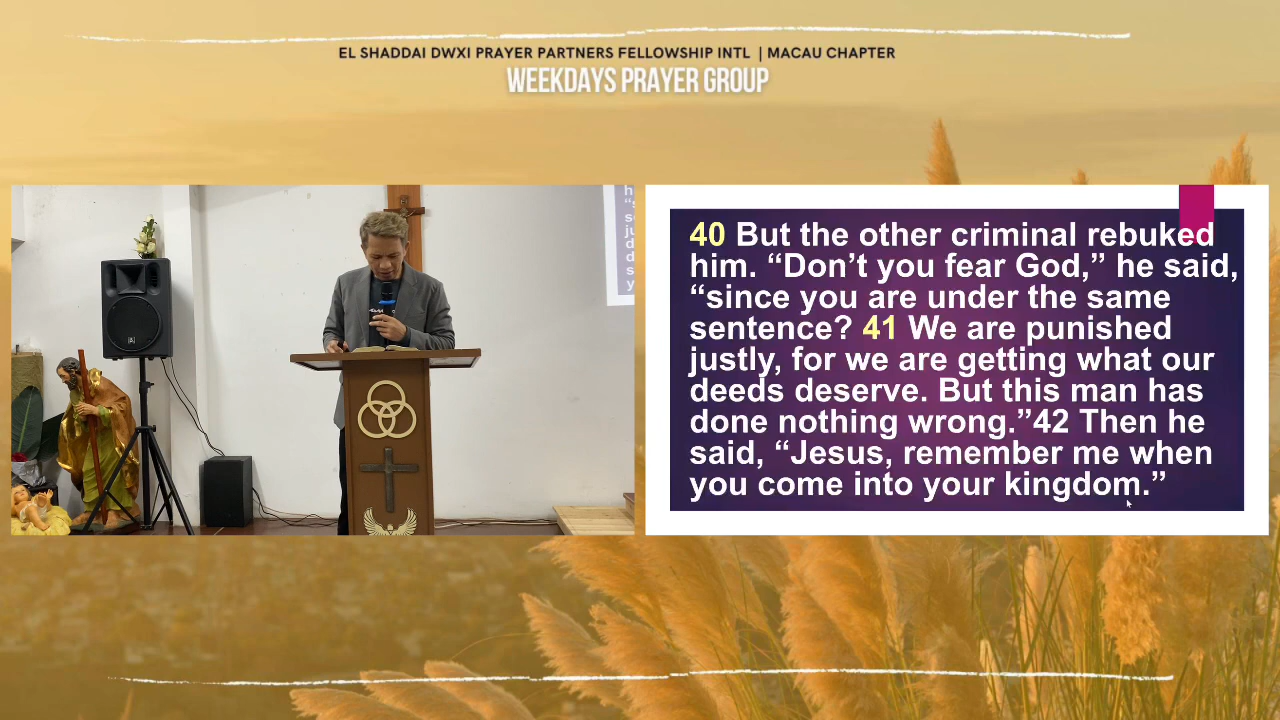 EL SHADDAI DWXI PRAYER PARTNERS FELLOWSHIP INTL | MACAU CHAPTER
WEEKDAYS PRAYER GROUP
40 But the other criminal rebuked
him. “Don’t you fear God,” he said,
“since you are under the same
sentence? 41 We are punished
justly, for we are getting what our
deeds deserve. But this man has
done nothing wrong.”42 Then he
said, “Jesus, remember me when
you come into your kingdom.”